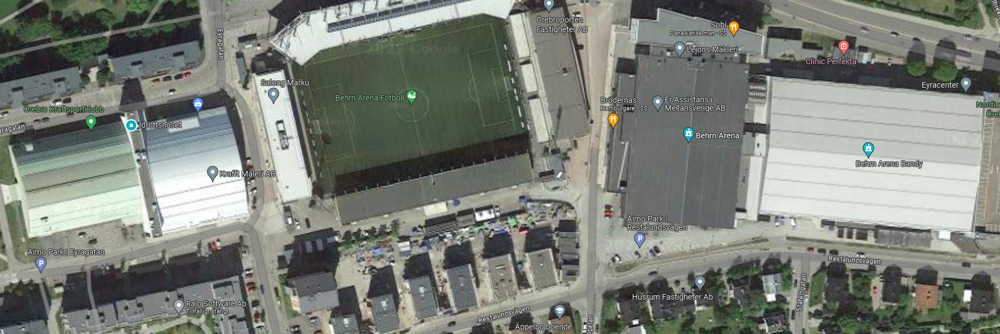 Örebroporten
Fastigheter AB
Sobi
Panasiatisk mat • $$
Lejons Mäkleri
Clinic Perfekta
Eyracenter
Eyragatan
Salong Marku
Behrn Arena Fotboll
Brödernas
Hamburgare • $$
Er Assistans i
Mellansverige AB
Nordic
Örel
Örebro Kraftsportklubb
Idrottshuset
yragatan
Behrn Arena
Behrn Arena Bandy
Krafft Måleri AB
Aimo Park |
Restalundsvägen
P
Aimo Park | Eyragatan
P
Restalundsvägen
Rajo Software Ab
Tillfälligt stängt
Husrum Fastigheter Ab
Stafettgatan
Restalundsvägen
Äppelbo boende